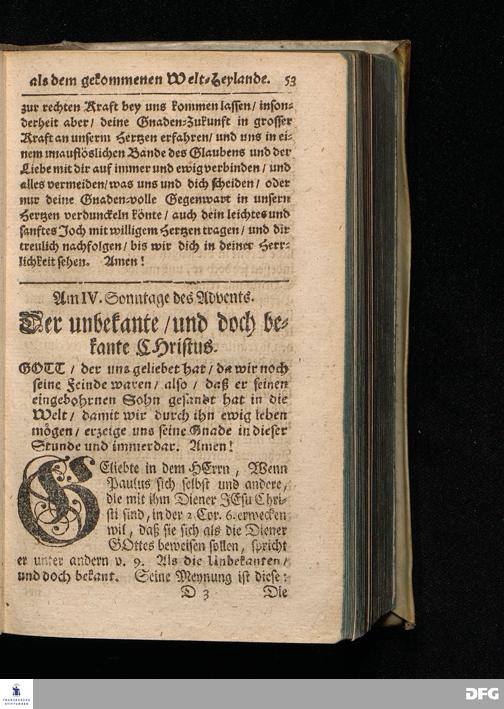 als dem gekommenen Welt-Heylande. 53
zur rechten Kraft bey uns kommen lassen/ inson-
derheit aber/ deine Gnaden-Zukunft in grosser
Kraft an unserm Hertzen erfahren/ und uns in ei-
nem unauflöslichen Bande des Glaubens und der
Liebe mit dir auf immer und ewig verbinden/ und
alles vermeiden/ was uns und dich scheiden/ oder
nur deine Gnaden-volle Gegenwart in unsern
Hertzen verdunckeln könte/ auch dein leichtes und
sanftes Joch mit willigem Hertzen tragen/ und dir
treulich nachfolgen/ bis wir dich in deiner Herr-
lichkeit sehen. Amen!
Am IV. Sonntage des Advents.
Der unbekante/ und doch be-
kante CHristus.
GOTT/ der uns geliebet hat/ da wir noch
seine Feinde waren/ also/ daß er seinen
eingebohrnen Sohn gesandt hat in die
Welt/ damit wir durch ihn ewig leben
mögen/ erzeige uns seine Gnade in dieser
Stunde und immerdar. Amen!
GEliebte in dem HErrn, Wenn
Paulus sich selbst und andere,
die mit ihm Diener JEsu Chri-
sti sind, in der 2 Cor. 6. erwecken
wil, daß sie sich als die Diener
GOttes beweisen sollen, spricht
er unter andern v. 9. Als die Unbekanten/
und doch bekant. Seine Meynung ist diese:
D 3 Die
FRANCKESCHE
STIFTUNGEN
DFG